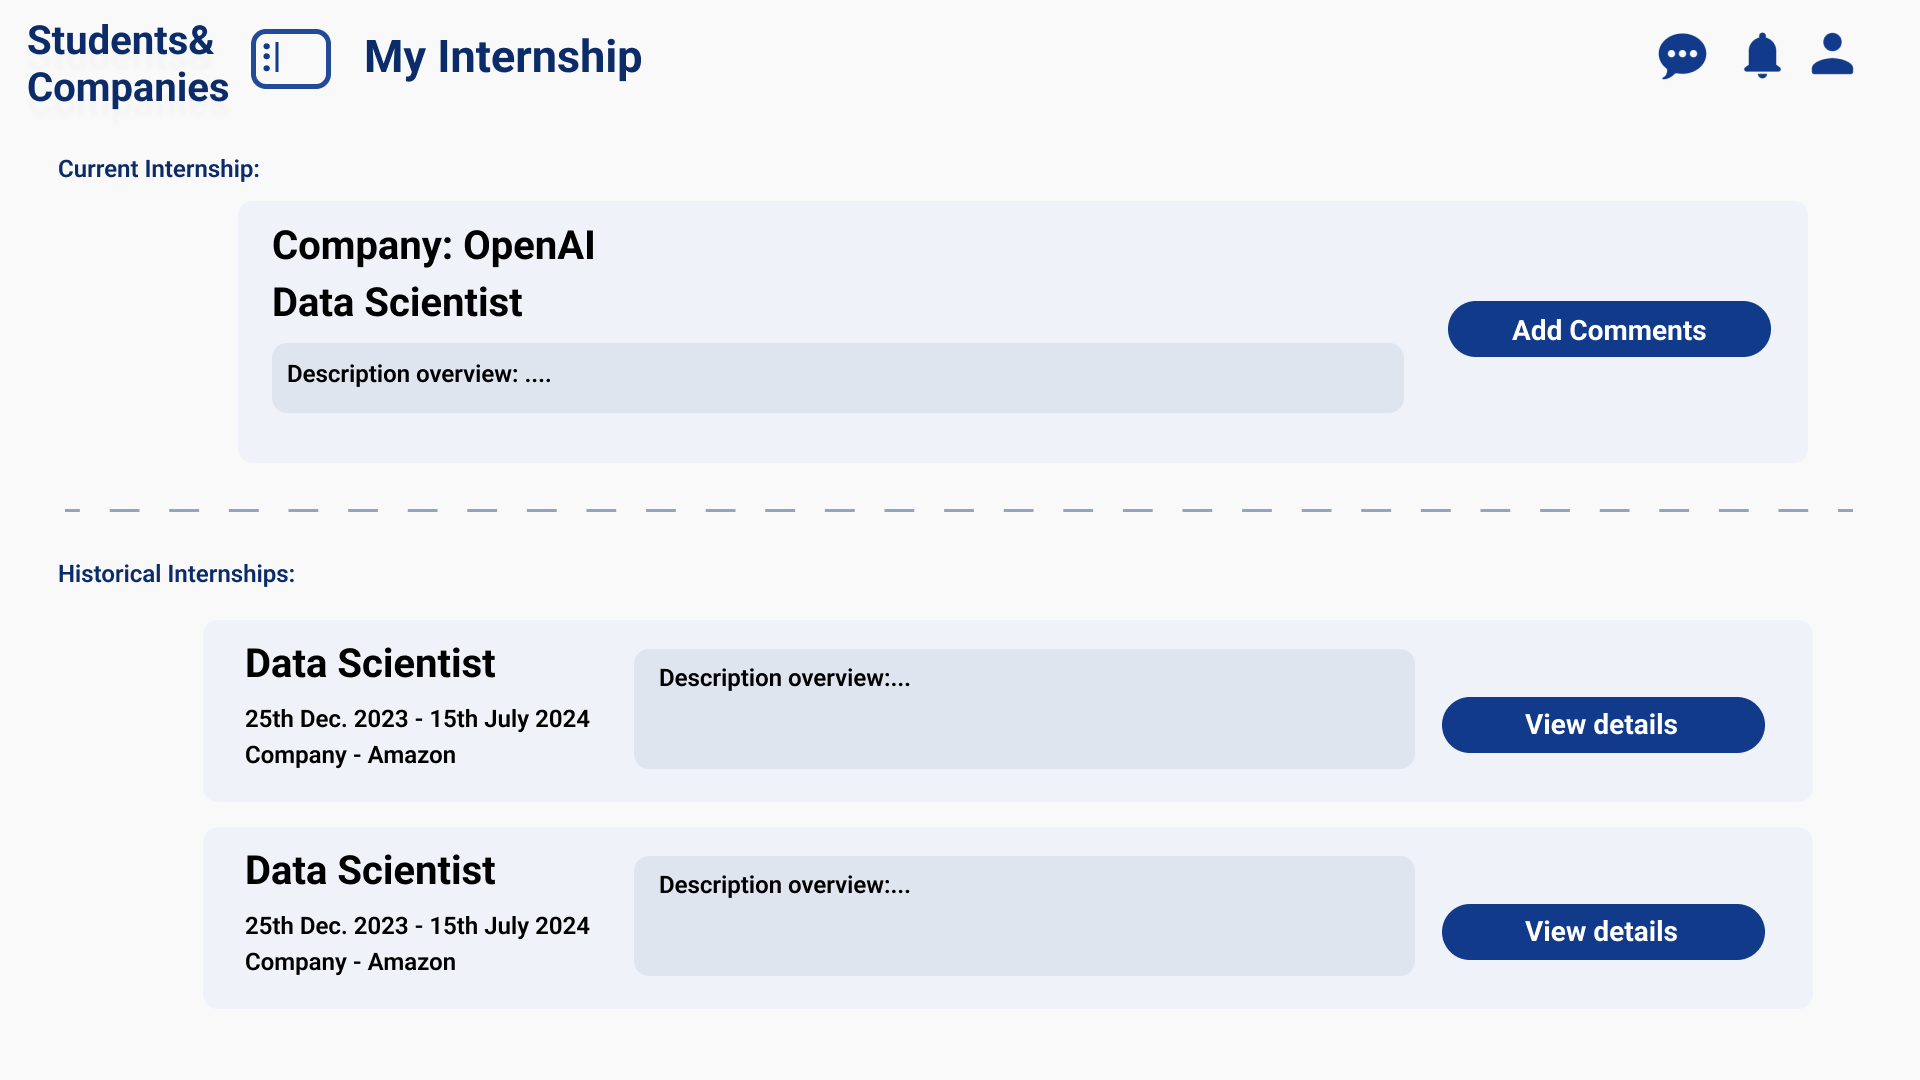 Students&
Companies
My Internship
Current Internship:
Company: OpenAI
Data Scientist
Description overview: ....
Add Comments
Historical Internships:
Data Scientist
25th Dec. 2023 - 15th July 2024
Company - Amazon
Description overview:...
View details
Data Scientist
25th Dec. 2023 - 15th July 2024
Company - Amazon
Description overview:...
View details